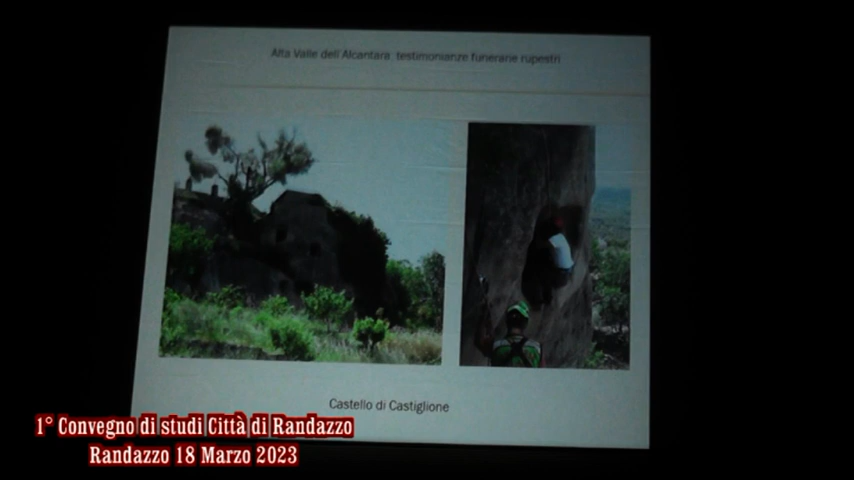 Alta Valle dell'Alcantara: testimonianze funerarie rupestri
Castello di Castiglione
1° Convegno di studi Città di Randazzo
Randazzo 18 Marzo 2023